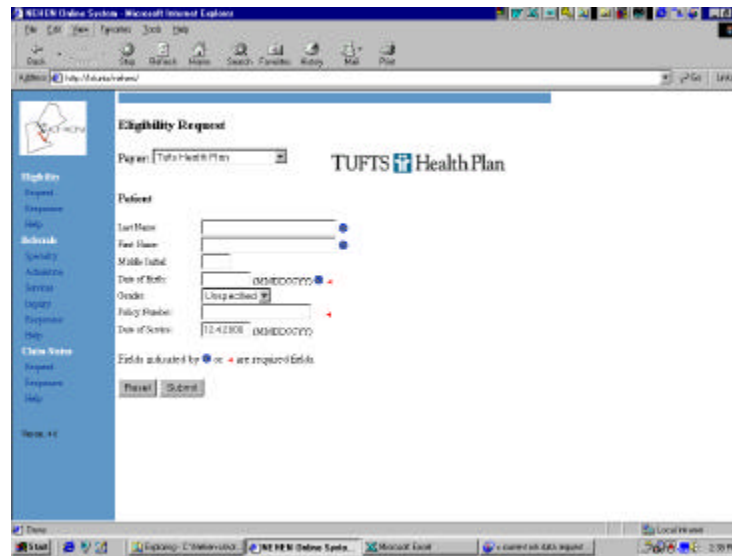 NEHEN Online System - Microsoft Internet Explorer
File Edit View Favorites Tools Help
Back Stop Refresh Home Search Favorites History Mail Print
Address
Go Links
Eligibility Request
Payer: Tufts Health Plan
TUFTS Health Plan
Patient
Last Name
First Name
Middle Initial
Date of Birth: (MMDDCCYY)
Gender: Unspecified
Policy Number:
Date of Service: (MMDDCCYY)
Fields indicated by or are required fields.
Reset Submit
Eligibility
Request
Response
Help
Referrals
Specialty
Admission
Services
Inquiry
Response
Help
Claim Status
Request
Response
Help
Done
Local intranet
Start
NEHEN Online Syste...
Microsoft Excel